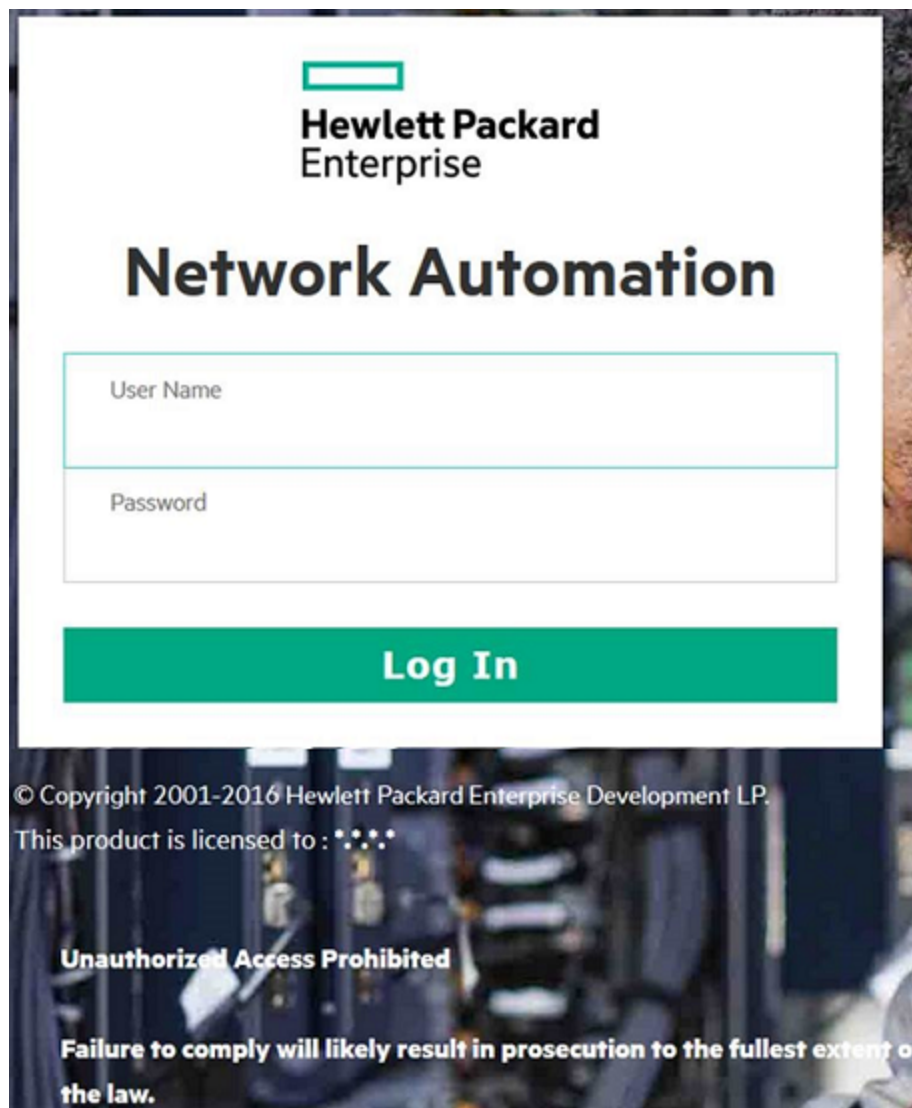 Hewlett Packard
Enterprise
Network Automation
User Name
Password
Log In
© Copyright 2001-2016 Hewlett Packard Enterprise Development LP.
This product is licensed to : *.*.*.*
Unauthorized Access Prohibited
Failure to comply will likely result in prosecution to the fullest extent o
the law.